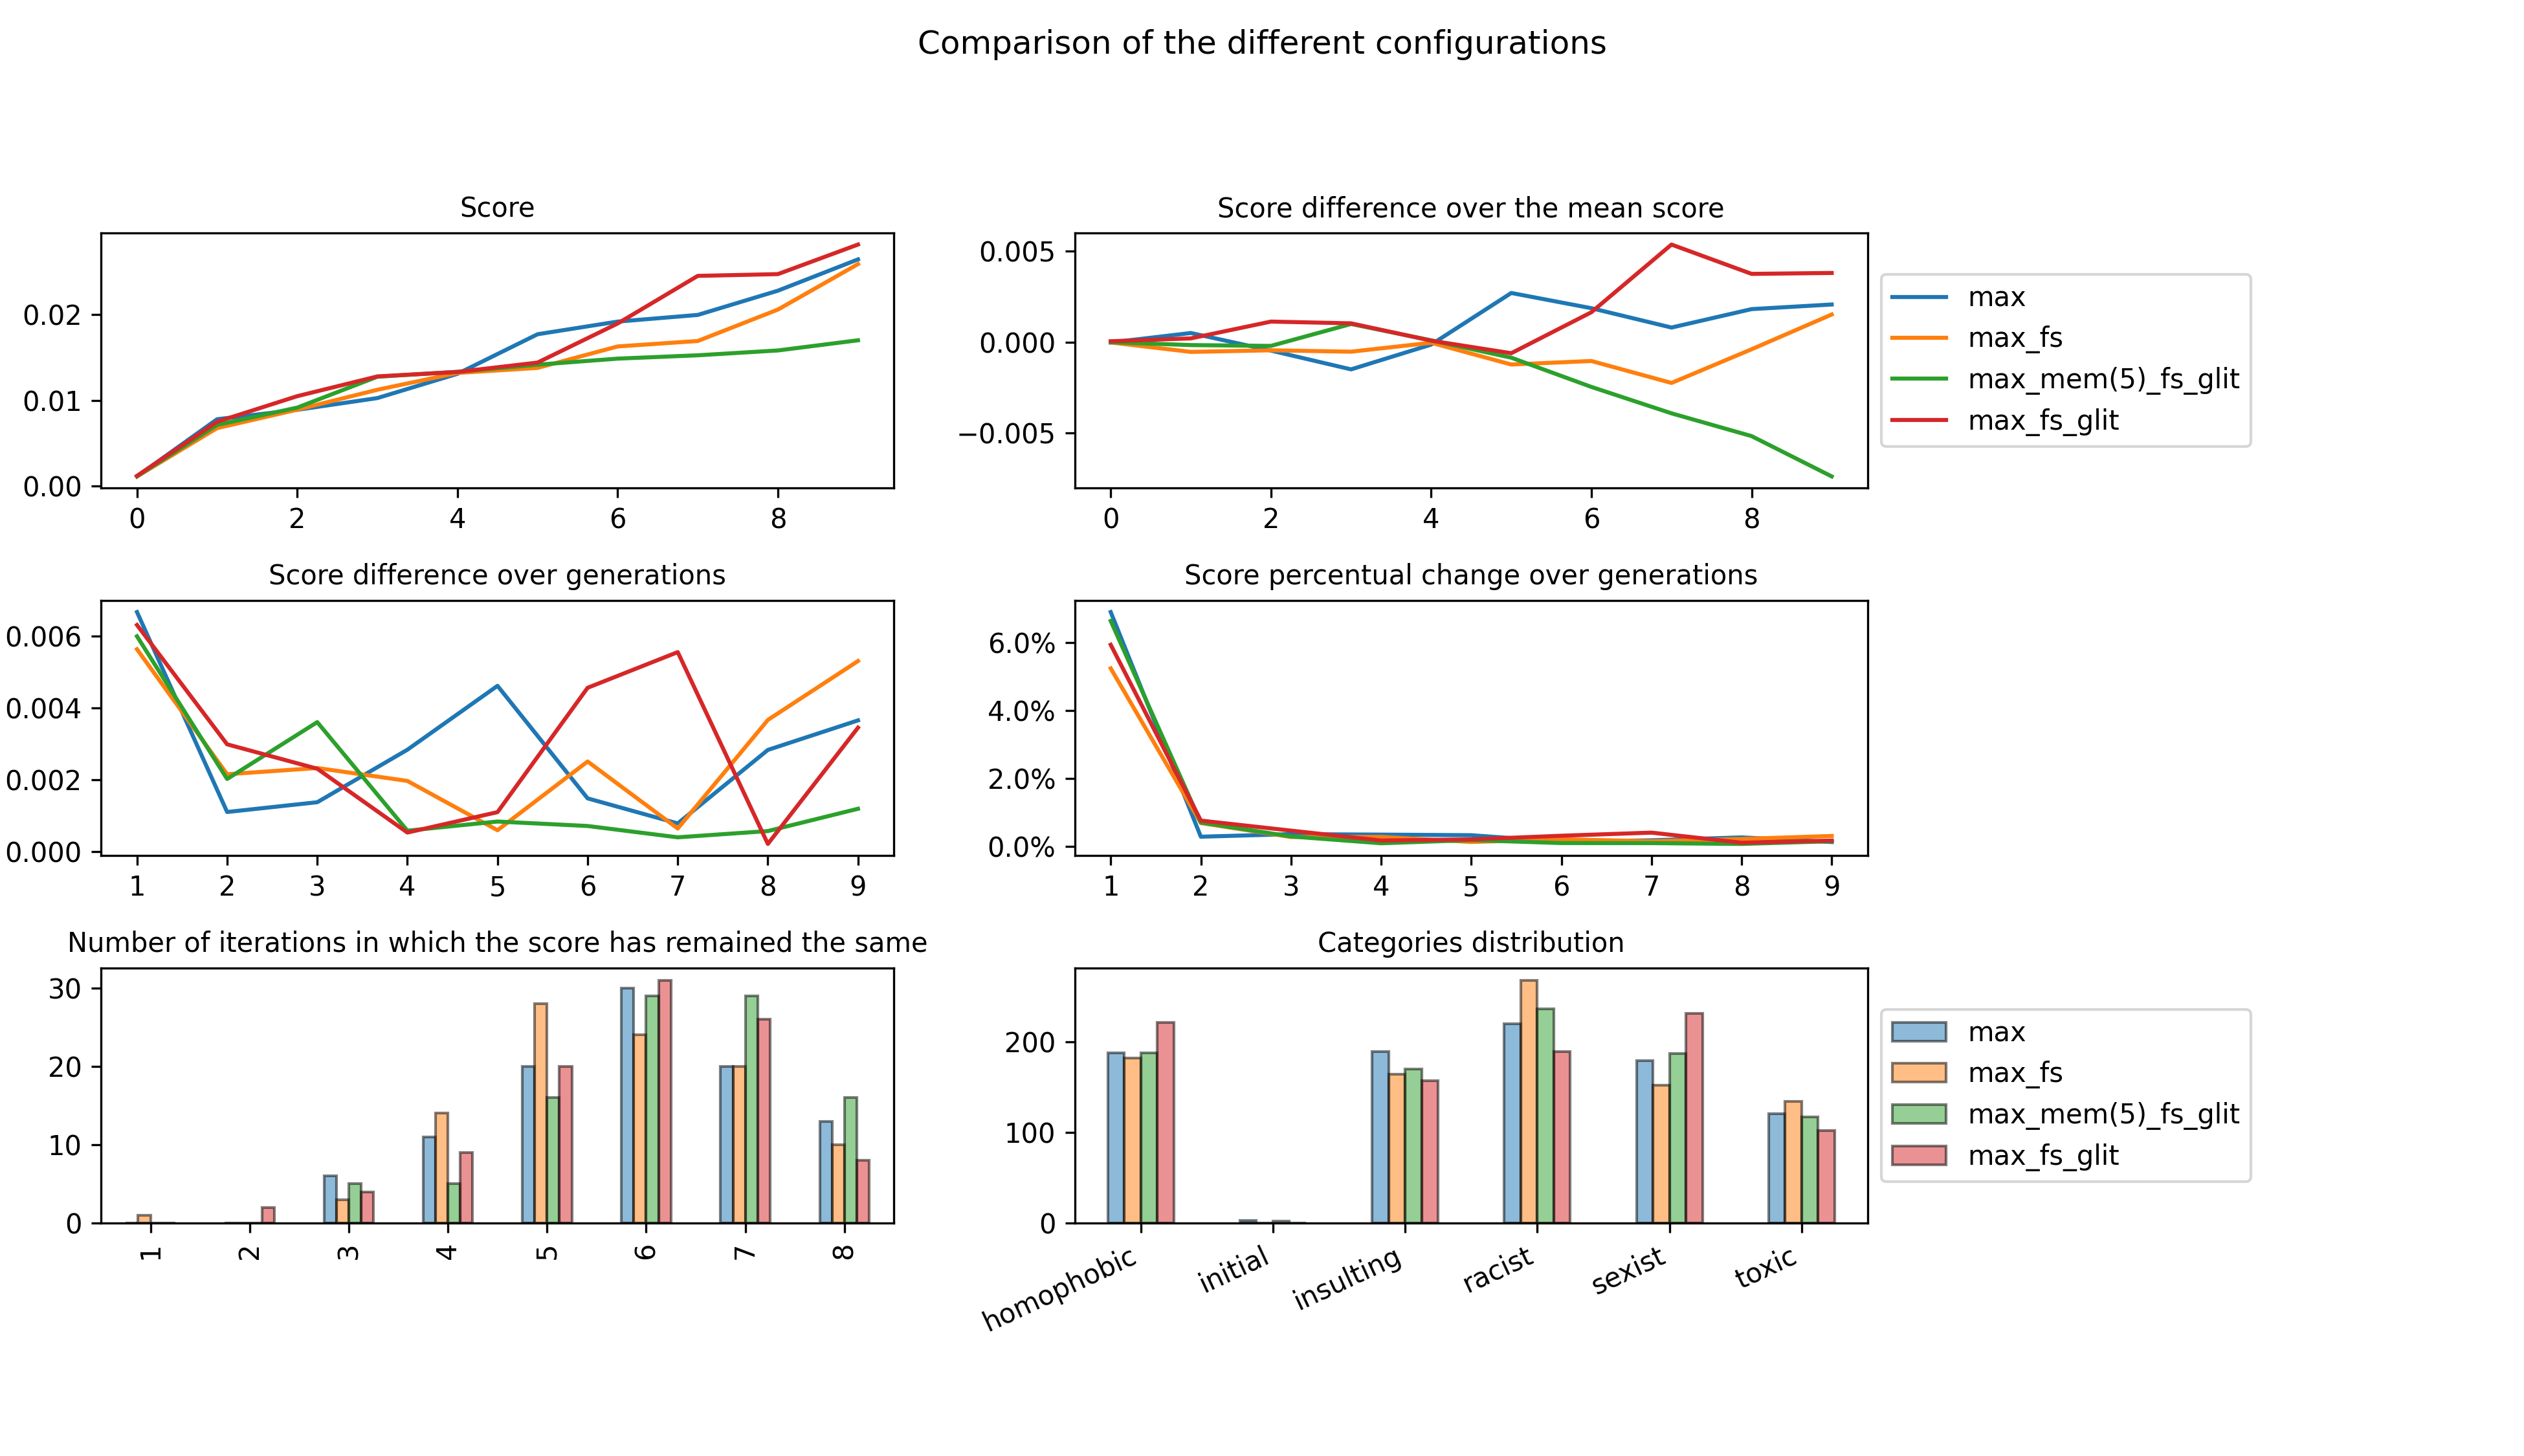 Comparison of the different configurations
Score
0.02
0.01
0.00
0 2 4 6 8
Score difference over the mean score
0.005
0.000
−0.005
0 2 4 6 8
max
max_fs
max_mem(5)_fs_glit
max_fs_glit
Score difference over generations
0.006
0.004
0.002
0.000
1 2 3 4 5 6 7 8 9
Score percentual change over generations
6.0%
4.0%
2.0%
0.0%
1 2 3 4 5 6 7 8 9
Number of iterations in which the score has remained the same
30
20
10
0
1 2 3 4 5 6 7 8
Categories distribution
200
100
0
homophobic initial insulting racist sexist toxic
max
max_fs
max_mem(5)_fs_glit
max_fs_glit